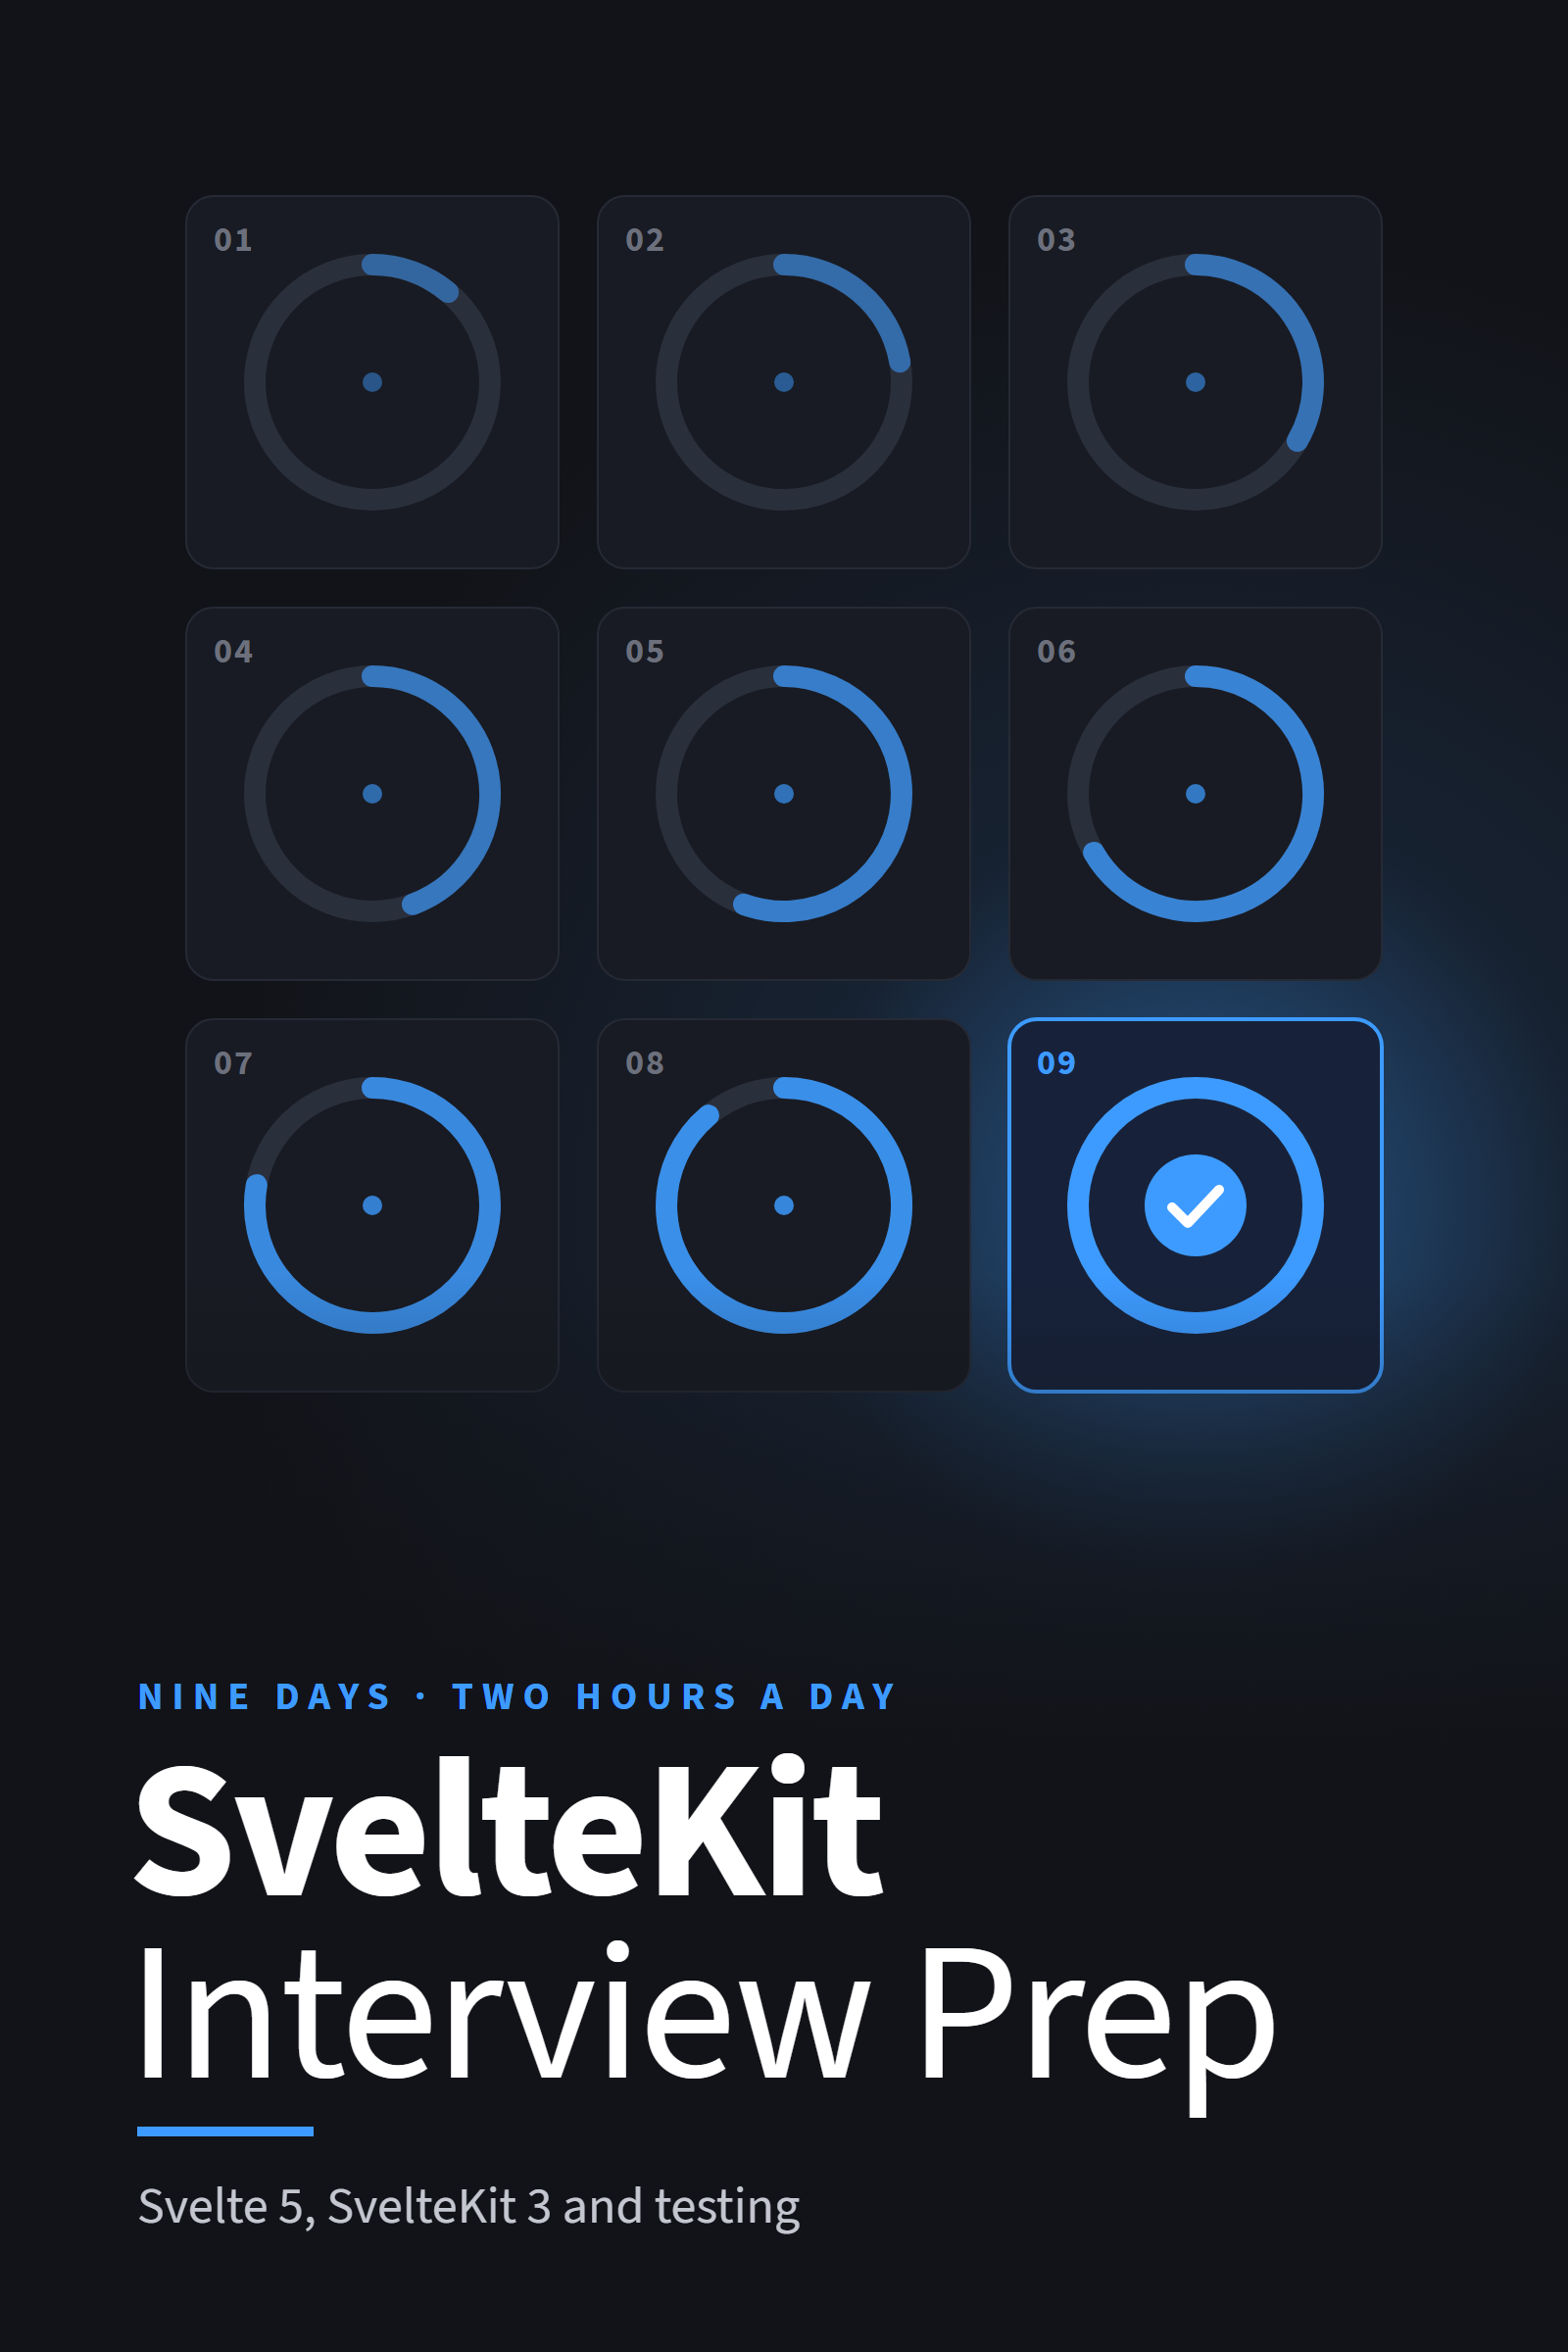 01
02
03
04
05
06
07
08
09
NINE DAYS · TWO HOURS A DAY
SvelteKit
Interview Prep
Svelte 5, SvelteKit 3 and testing